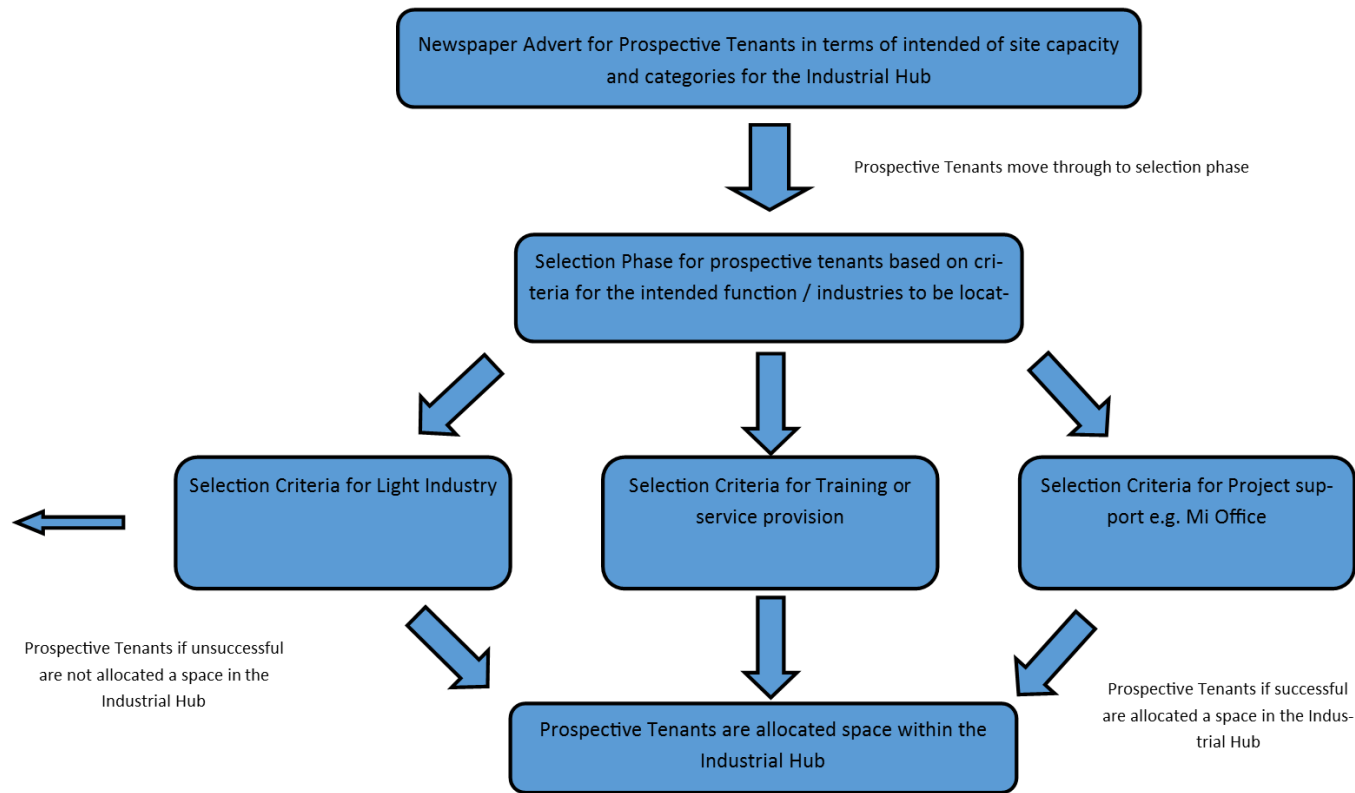 Newspaper Advert for Prospective Tenants in terms of intended of site capacity
and categories for the Industrial Hub
Prospective Tenants move through to selection phase
Selection Phase for prospective tenants based on cri-
teria for the intended function / industries to be locat-
Selection Criteria for Light Industry
Selection Criteria for Training or
service provision
Selection Criteria for Project sup-
port e.g. Mi Office
Prospective Tenants if unsuccessful
are not allocated a space in the
Industrial Hub
Prospective Tenants if successful
are allocated a space in the Indus-
trial Hub
Prospective Tenants are allocated space within the
Industrial Hub